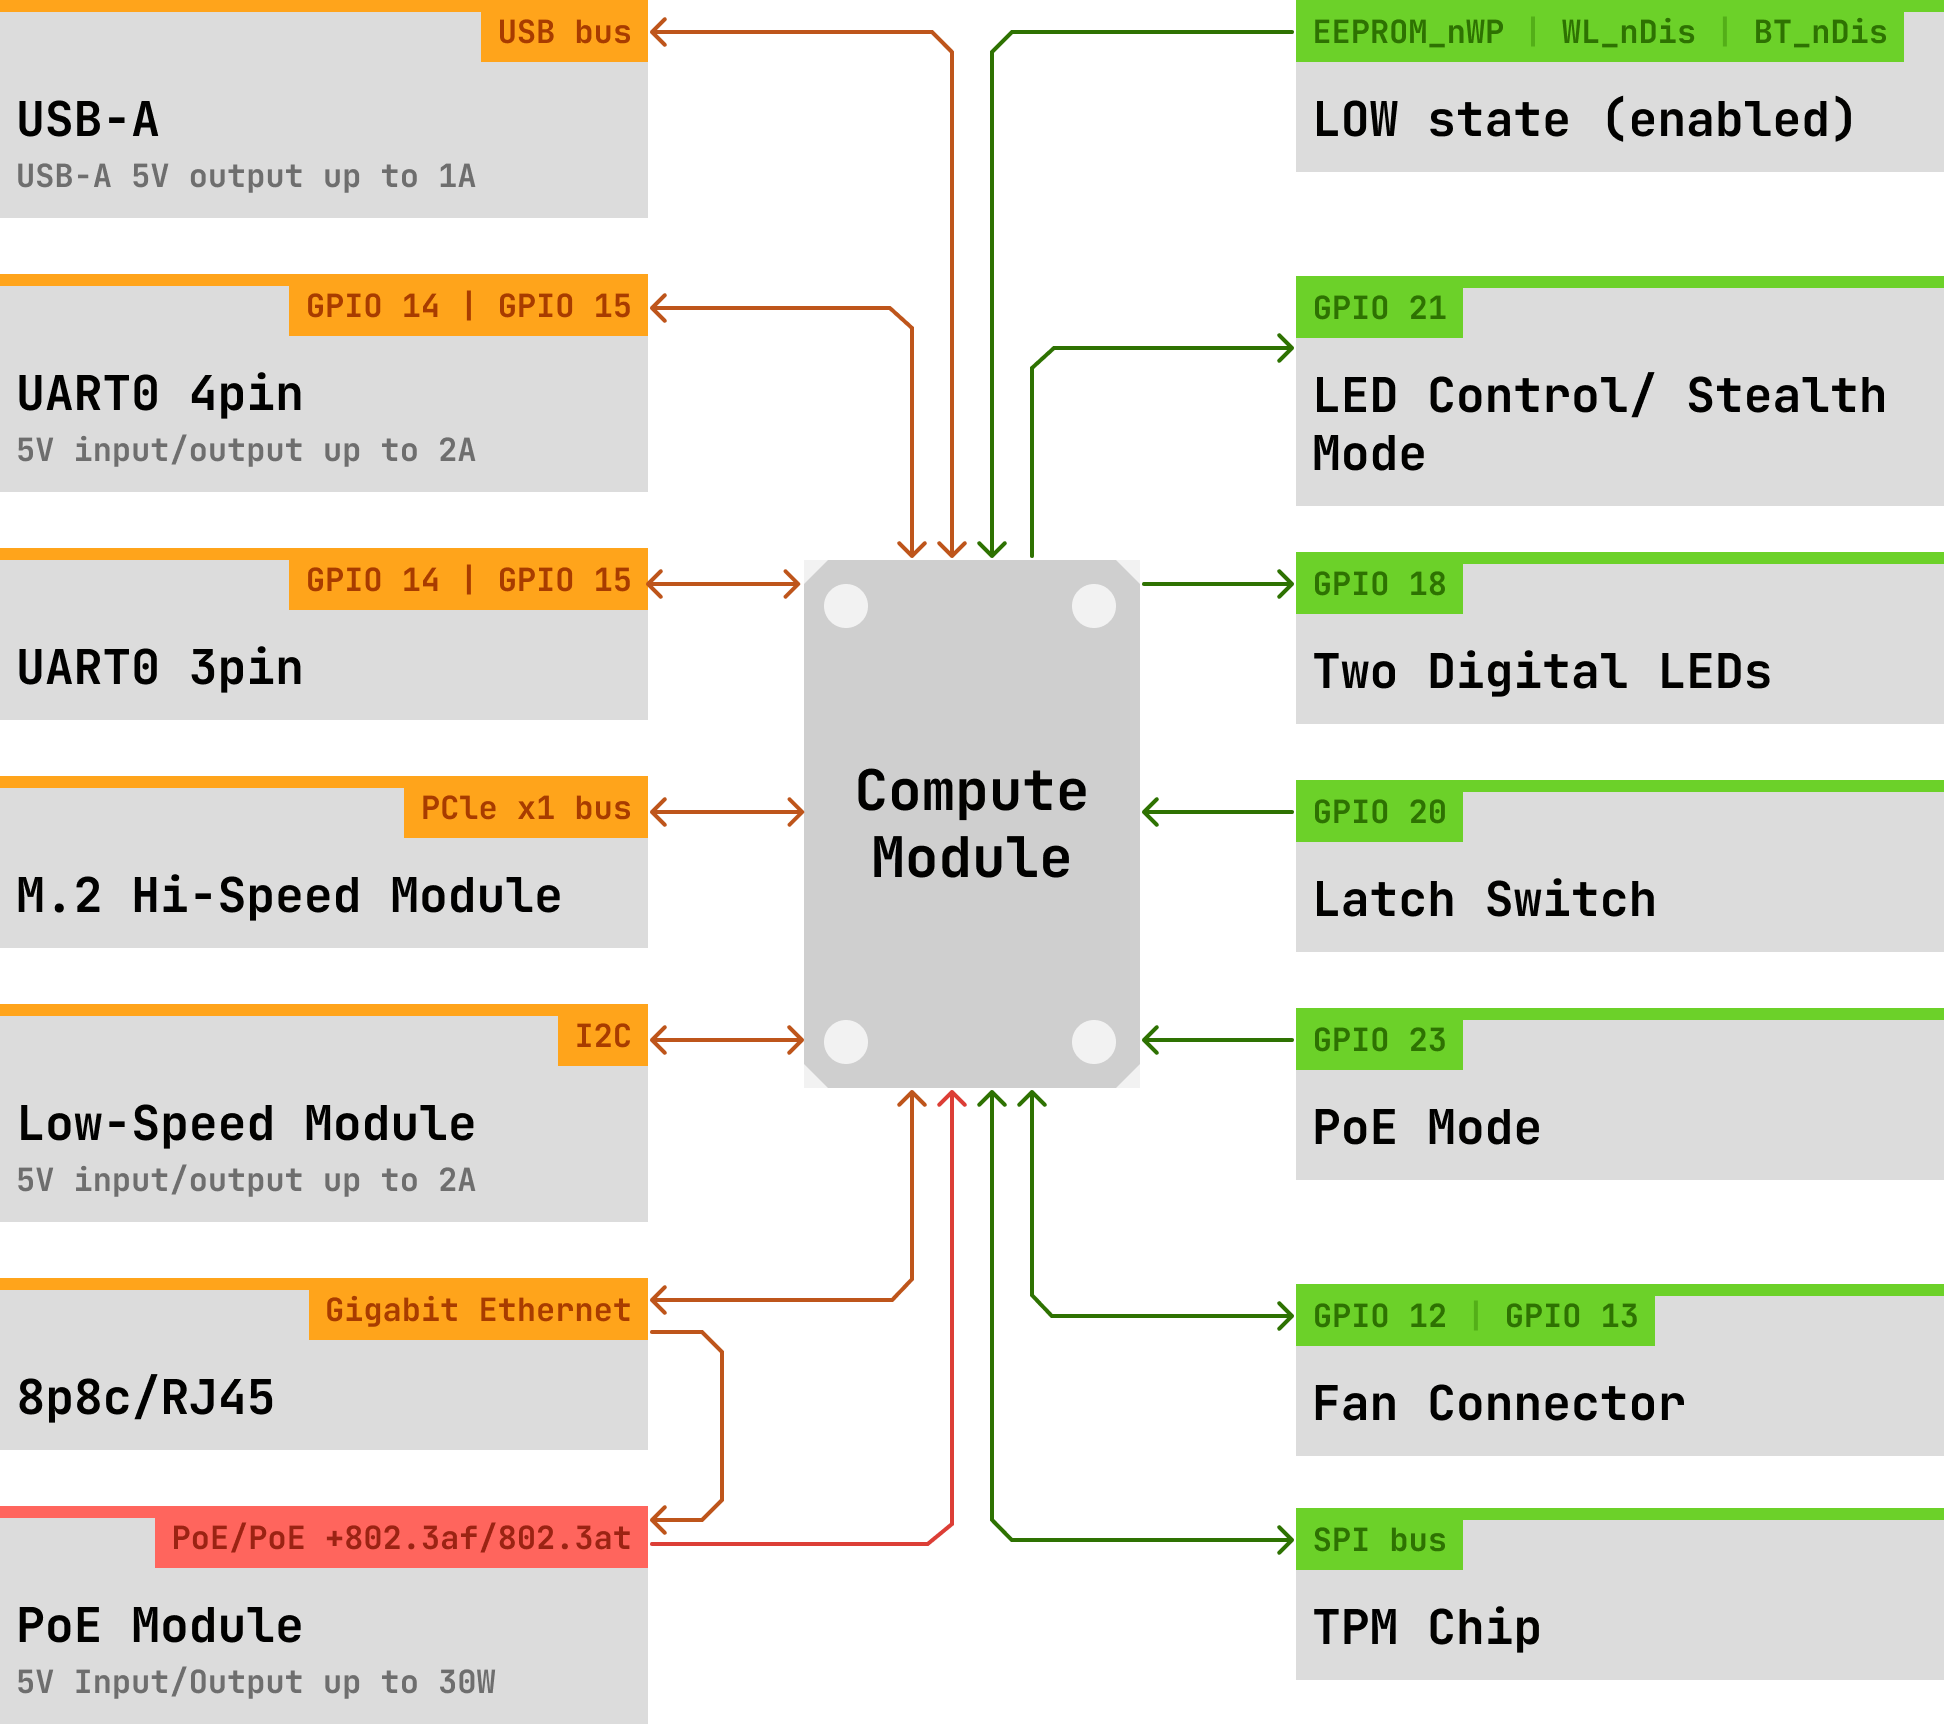 USB bus
USB-A
USB-A 5V output up to 1A
GPIO 14 | GPIO 15
UART0 4pin
5V input/output up to 2A
GPIO 14 | GPIO 15
UART0 3pin
PCle x1 bus
M.2 Hi-Speed Module
I2C
Low-Speed Module
5V input/output up to 2A
Gigabit Ethernet
8p8c/RJ45
PoE/PoE +802.3af/802.3at
PoE Module
5V Input/Output up to 30W
Compute
Module
EEPROM_nWP | WL_nDis | BT_nDis
LOW state (enabled)
GPIO 21
LED Control/ Stealth
Mode
GPIO 18
Two Digital LEDs
GPIO 20
Latch Switch
GPIO 23
PoE Mode
GPIO 12 | GPIO 13
Fan Connector
SPI bus
TPM Chip